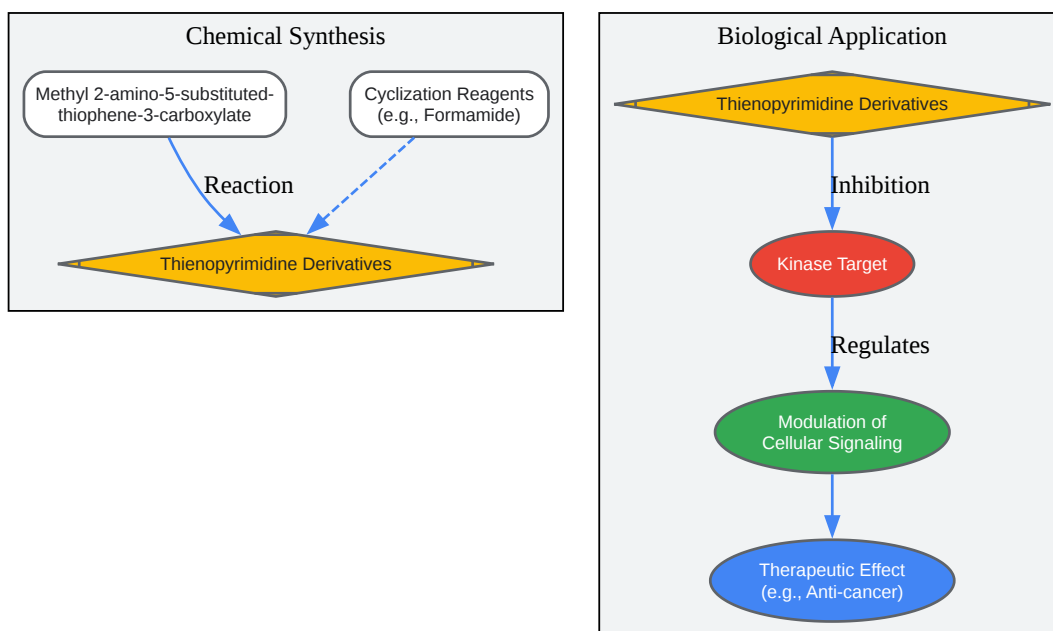 Chemical Synthesis
Methyl 2-amino-5-substituted-
thiophene-3-carboxylate
Cyclization Reagents
(e.g., Formamide)
Reaction
Thienopyrimidine Derivatives
Biological Application
Thienopyrimidine Derivatives
Inhibition
Kinase Target
Regulates
Modulation of
Cellular Signaling
Therapeutic Effect
(e.g., Anti-cancer)